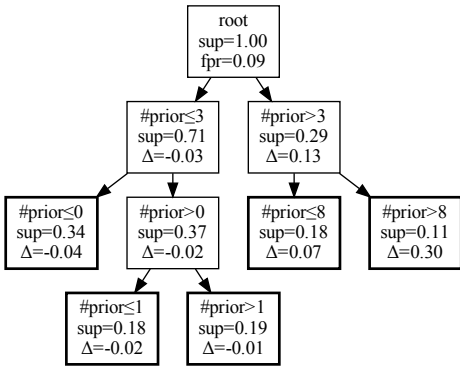 root
sup=1.00
fpr=0.09
#prior≤3
sup=0.71
Δ=-0.03
#prior>3
sup=0.29
Δ=0.13
#prior≤0
sup=0.34
Δ=-0.04
#prior>0
sup=0.37
Δ=-0.02
#prior≤8
sup=0.18
Δ=0.07
#prior>8
sup=0.11
Δ=0.30
#prior≤1
sup=0.18
Δ=-0.02
#prior>1
sup=0.19
Δ=-0.01